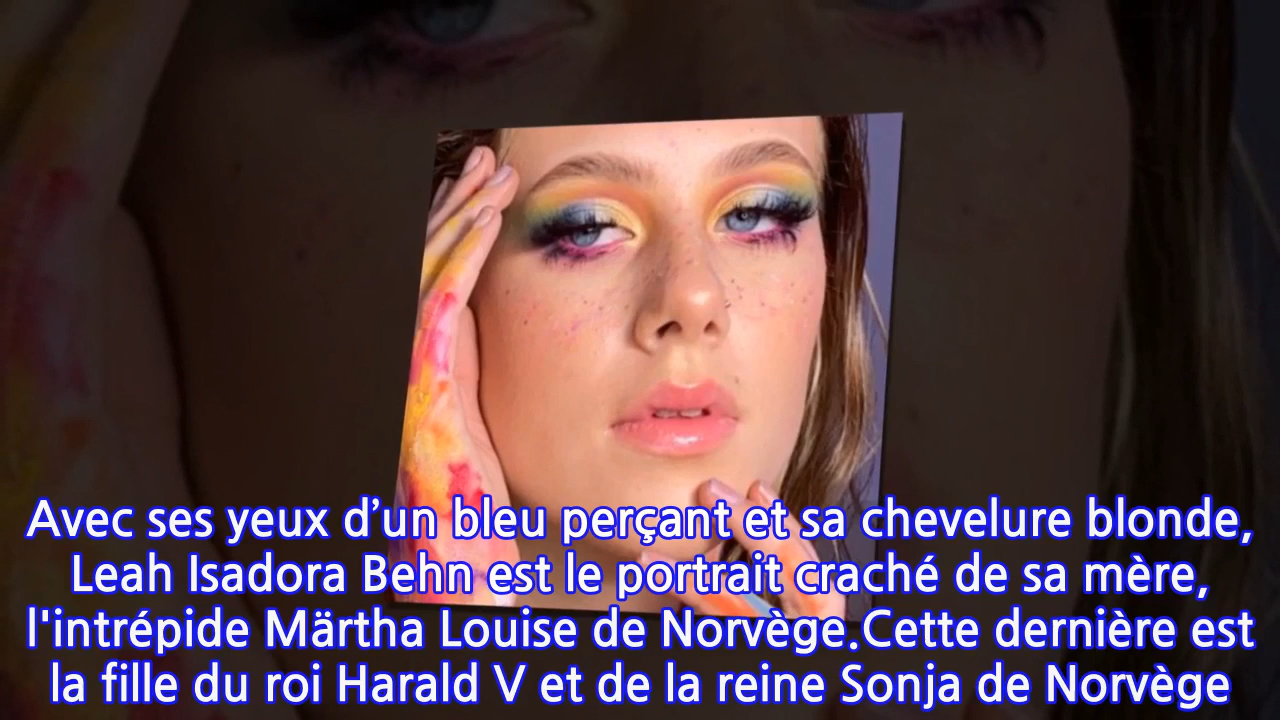 Avec ses yeux d’un bleu perçant et sa chevelure blonde,
Leah Isadora Behn est le portrait craché de sa mère,
l'intrépide Märtha Louise de Norvège.Cette dernière est
la fille du roi Harald V et de la reine Sonja de Norvège